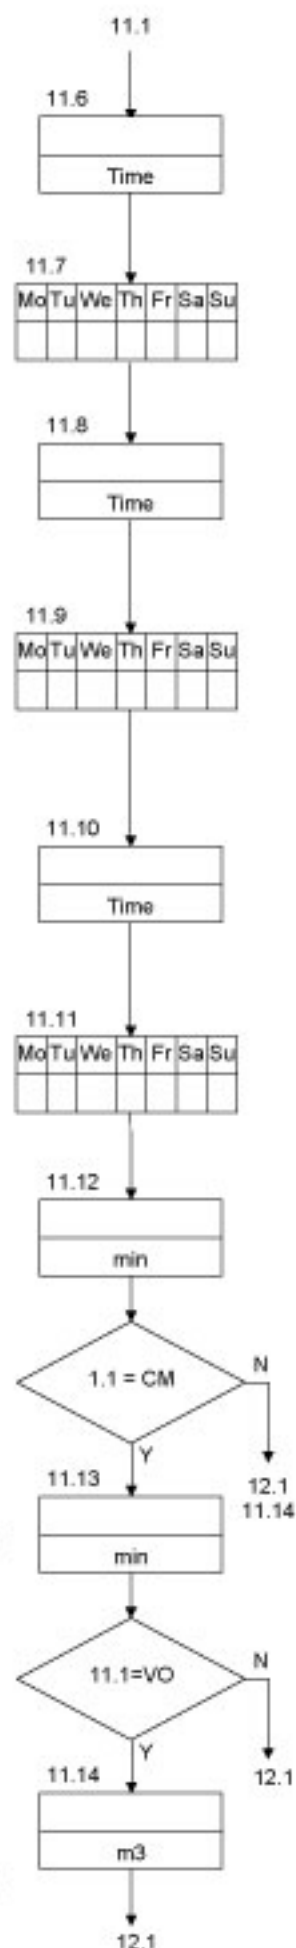 11.1
11.6
Time
11.7
Mo Tu We Th Fr Sa Su
11.8
Time
11.9
Mo Tu We Th Fr Sa Su
11.10
Time
11.11
Mo Tu We Th Fr Sa Su
11.12
min
1.1 = CM
N
Y
12.1
11.14
11.13
min
11.1=VO
N
Y
12.1
11.14
m3
12.1